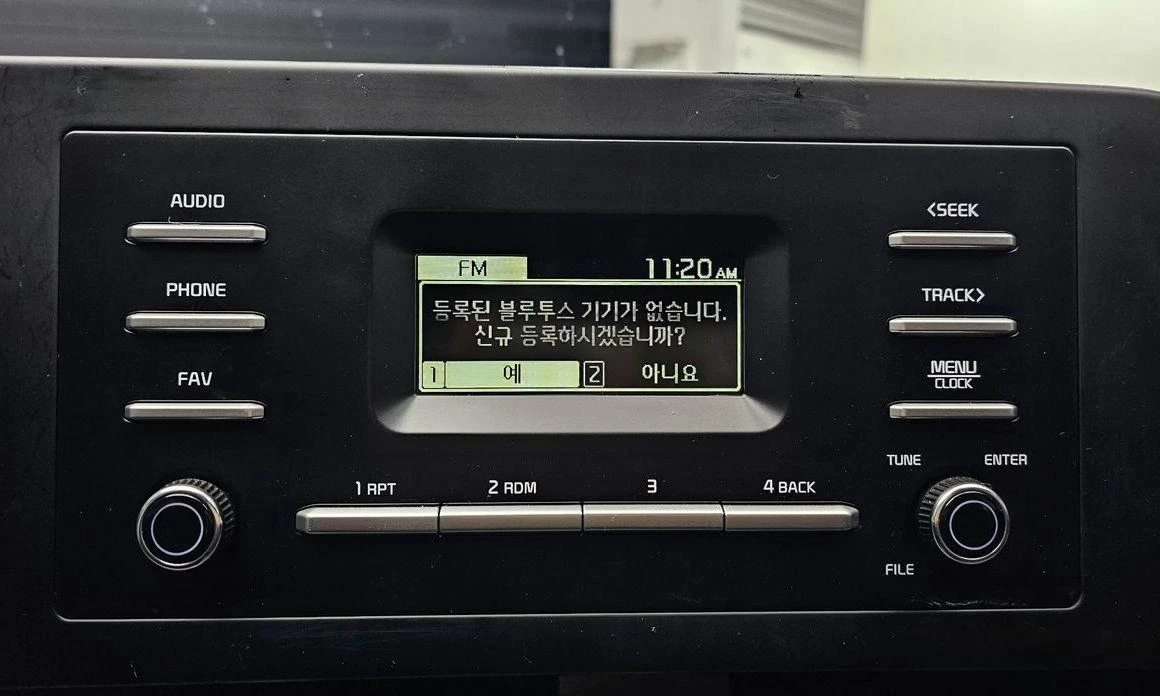 AUDIO
<SEEK
FM 11:20 AM
PHONE
TRACK>
등록된 블루투스 기기가 없습니다.
신규 등록하시겠습니까?
FAV
1 예 2 아니요
MENU
CLOCK
TUNE ENTER
1 RPT 2 RDM 3 4 BACK
FILE